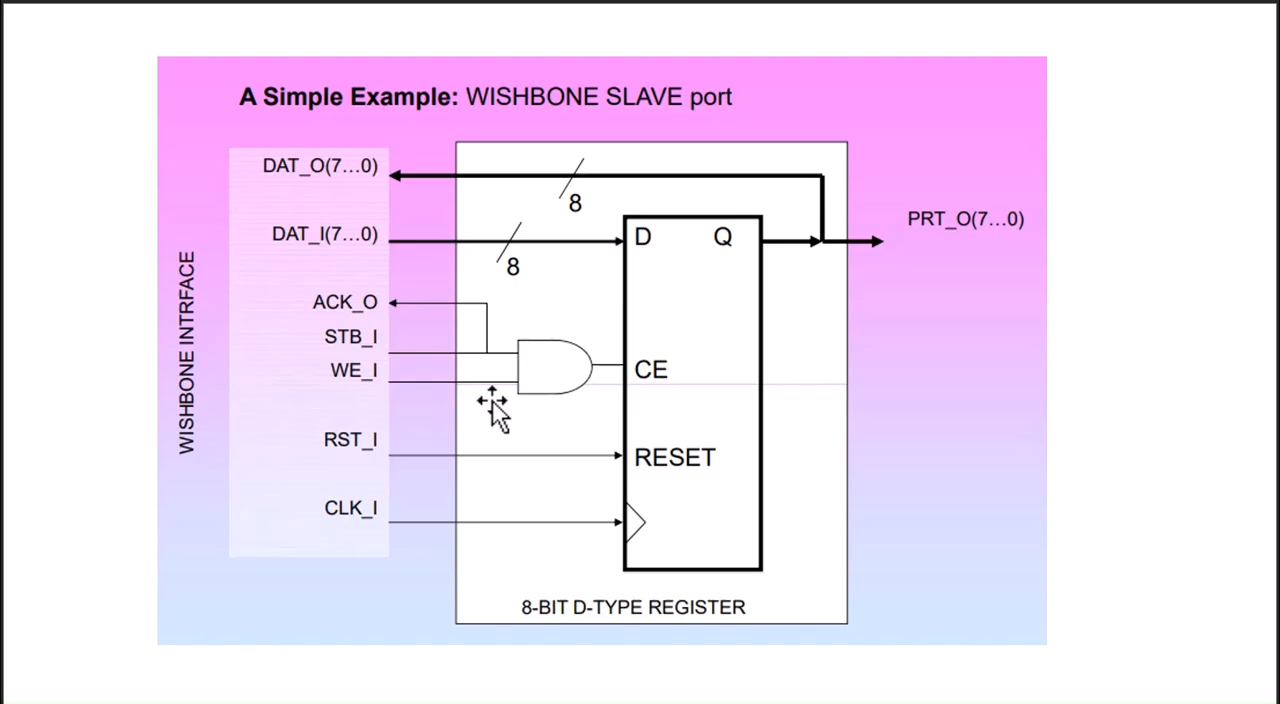 A Simple Example: WISHBONE SLAVE port
DAT_O(7...0)
8
PRT_O(7...0)
DAT_I(7...0)
D
Q
8
ACK_O
STB_I
WE_I
CE
WISHBONE INTRFACE
RST_I
RESET
CLK_I
8-BIT D-TYPE REGISTER